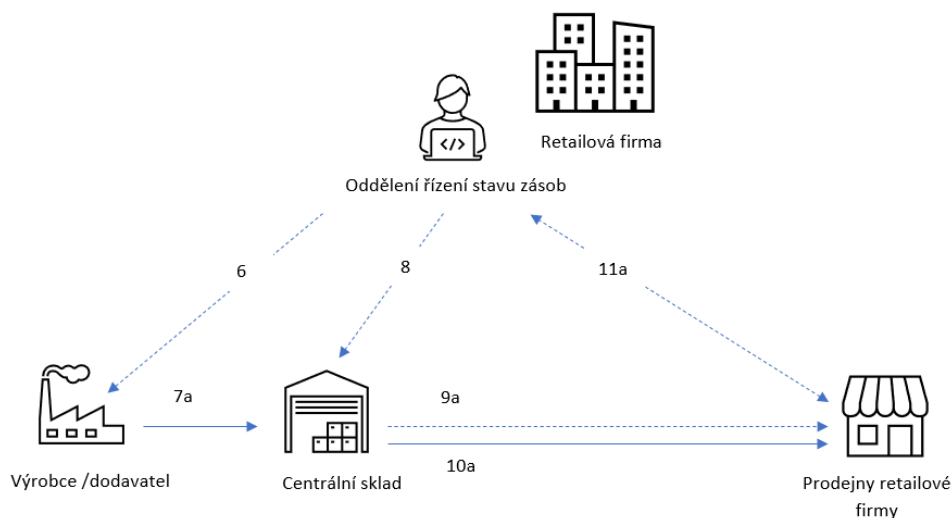 Retailová firma
</>
Oddělení řízení stavu zásob
6
8
11a
7a
9a
10a
Výrobce /dodavatel
Centrální sklad
Prodejny retailové
firmy